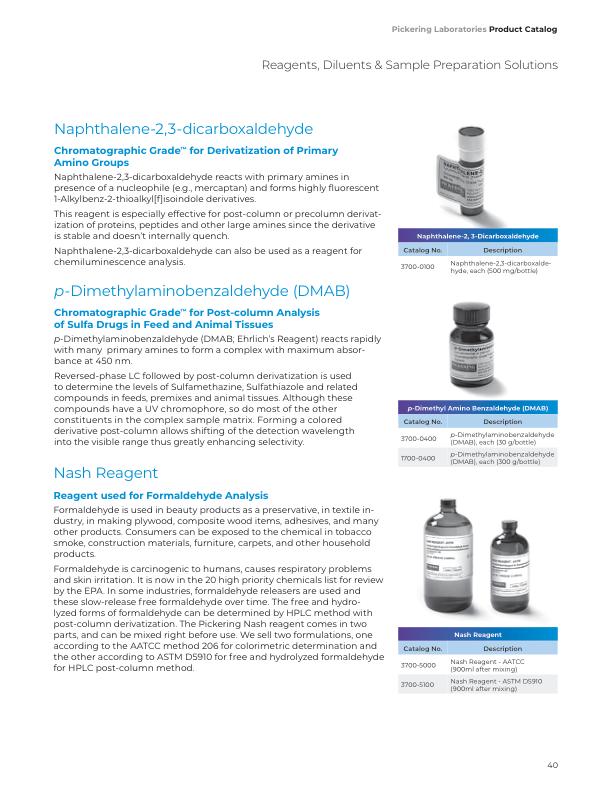 Pickering Laboratories Product Catalog
Reagents, Diluents & Sample Preparation Solutions
Naphthalene-2,3-dicarboxaldehyde
Chromatographic Grade™ for Derivatization of Primary
Amino Groups
Naphthalene-2,3-dicarboxaldehyde reacts with primary amines in
presence of a nucleophile (e.g., mercaptan) and forms highly fluorescent
1-Alkylbenz-2-thioalkyl[f]isoindole derivatives.
This reagent is especially effective for post-column or precolumn derivat-
ization of proteins, peptides and other large amines since the derivative
is stable and doesn't internally quench.
Naphthalene-2,3-dicarboxaldehyde can also be used as a reagent for
chemiluminescence analysis.
Naphthalene-2, 3-Dicarboxaldehyde
Catalog No. Description
3700-0100 Naphthalene-2,3-dicarboxalde-
hyde, each (500 mg/bottle)
p-Dimethylaminobenzaldehyde (DMAB)
Chromatographic Grade™ for Post-column Analysis
of Sulfa Drugs in Feed and Animal Tissues
p-Dimethylaminobenzaldehyde (DMAB; Ehrlich's Reagent) reacts rapidly
with many primary amines to form a complex with maximum absor-
bance at 450 nm.
Reversed-phase LC followed by post-column derivatization is used
to determine the levels of Sulfamethazine, Sulfathiazole and related
compounds in feeds, premixes and animal tissues. Although these
compounds have a UV chromophore, so do most of the other
constituents in the complex sample matrix. Forming a colored
derivative post-column allows shifting of the detection wavelength
into the visible range thus greatly enhancing selectivity.
p-Dimethyl Amino Benzaldehyde (DMAB)
Catalog No. Description
3700-0400 p-Dimethylaminobenzaldehyde
(DMAB), each (30 g/bottle)
1700-0400 p-Dimethylaminobenzaldehyde
(DMAB), each (300 g/bottle)
Nash Reagent
Reagent used for Formaldehyde Analysis
Formaldehyde is used in beauty products as a preservative, in textile in-
dustry, in making plywood, composite wood items, adhesives, and many
other products. Consumers can be exposed to the chemical in tobacco
smoke, construction materials, furniture, carpets, and other household
products.
Formaldehyde is carcinogenic to humans, causes respiratory problems
and skin irritation. It is now in the 20 high priority chemicals list for review
by the EPA. In some industries, formaldehyde releasers are used and
these slow-release free formaldehyde over time. The free and hydro-
lyzed forms of formaldehyde can be determined by HPLC method with
post-column derivatization. The Pickering Nash reagent comes in two
parts, and can be mixed right before use. We sell two formulations, one
according to the AATCC method 206 for colorimetric determination and
the other according to ASTM D5910 for free and hydrolyzed formaldehyde
for HPLC post-column method.
Nash Reagent
Catalog No. Description
3700-5000 Nash Reagent - AATCC
(900ml after mixing)
3700-5100 Nash Reagent - ASTM D5910
(900ml after mixing)
40